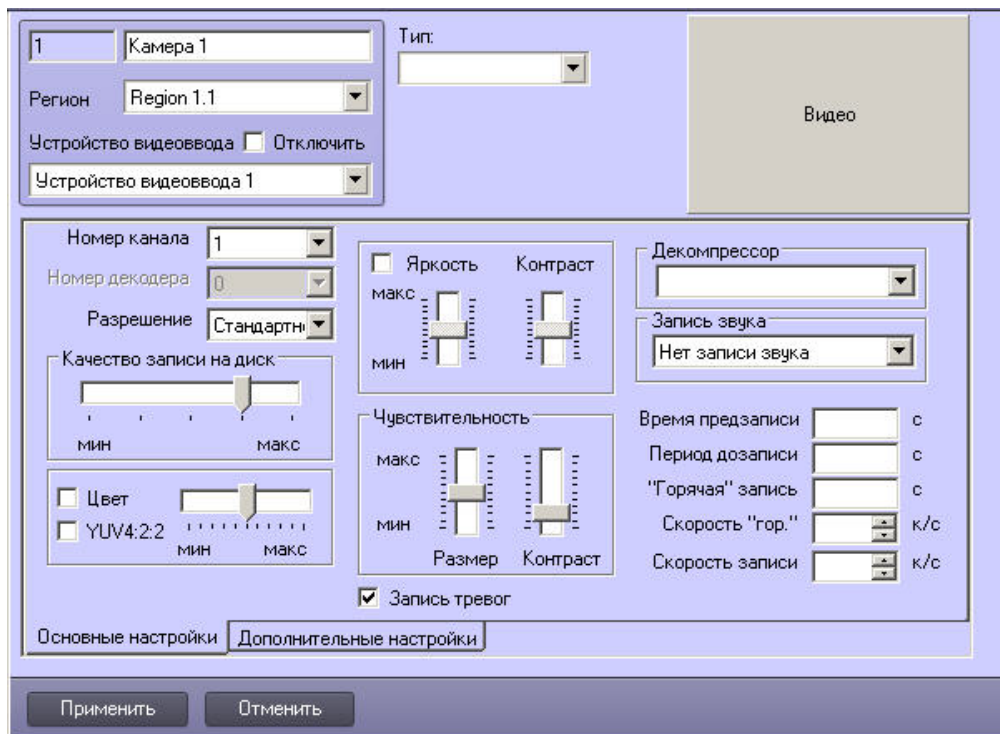 1 Камера 1
Регион Region 1.1
Устройство видеоввода Отключить
Устройство видеоввода 1
Тип:
Видео
Номер канала 1
Номер декодера 0
Разрешение Стандартн
Качество записи на диск
мин макс
Цвет
YUV4:2:2
мин макс
Яркость Контраст
макс
мин
Чувствительность
макс
мин
Размер Контраст
Запись тревог
Декомпрессор
Запись звука
Нет записи звука
Время предзаписи с
Период дозаписи с
"Горячая" запись с
Скорость "гор." к/с
Скорость записи к/с
Основные настройки Дополнительные настройки
Применить Отменить